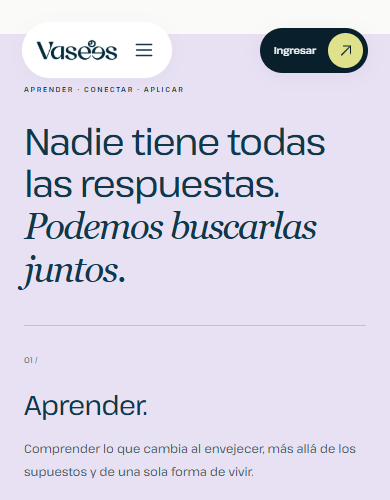 Vasees
Ingresar
APRENDER · CONECTAR · APLICAR
Nadie tiene todas
las respuestas.
Podemos buscarlas
juntos.
01 /
Aprender.
Comprender lo que cambia al envejecer, más allá de los
supuestos y de una sola forma de vivir.